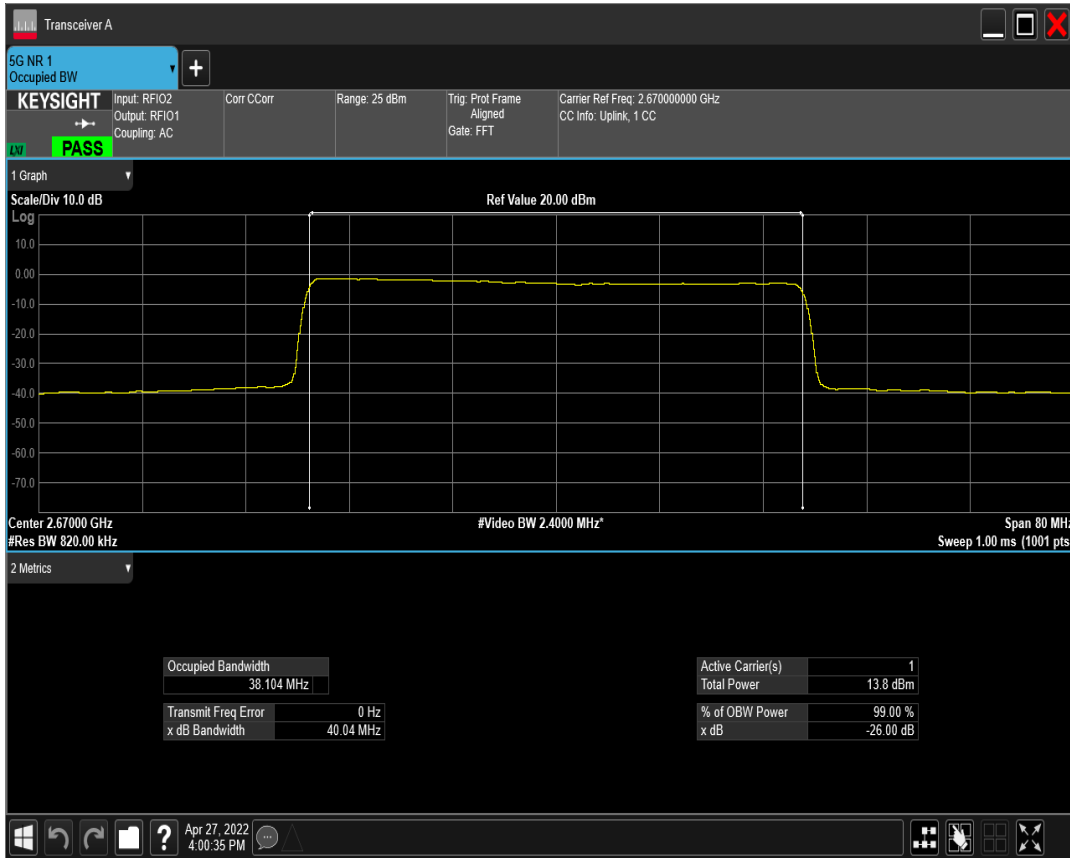 Transceiver A
5G NR 1
Occupied BW
+
KEYSIGHT
LXI
PASS
Input: RFIO2
Output: RFIO1
Coupling: AC
Corr CCorr
Range: 25 dBm
Trig: Prot Frame
Aligned
Gate: FFT
Carrier Ref Freq: 2.670000000 GHz
CC Info: Uplink, 1 CC
1 Graph
Scale/Div 10.0 dB
Ref Value 20.00 dBm
Log
10.0
0.00
-10.0
-20.0
-30.0
-40.0
-50.0
-60.0
-70.0
Center 2.67000 GHz
#Video BW 2.4000 MHz*
Span 80 MHz
#Res BW 820.00 kHz
Sweep 1.00 ms (1001 pts
2 Metrics
Occupied Bandwidth
38.104 MHz
Transmit Freq Error 0 Hz
x dB Bandwidth 40.04 MHz
Active Carrier(s) 1
Total Power 13.8 dBm
% of OBW Power 99.00 %
x dB -26.00 dB
?
Apr 27, 2022
4:00:35 PM